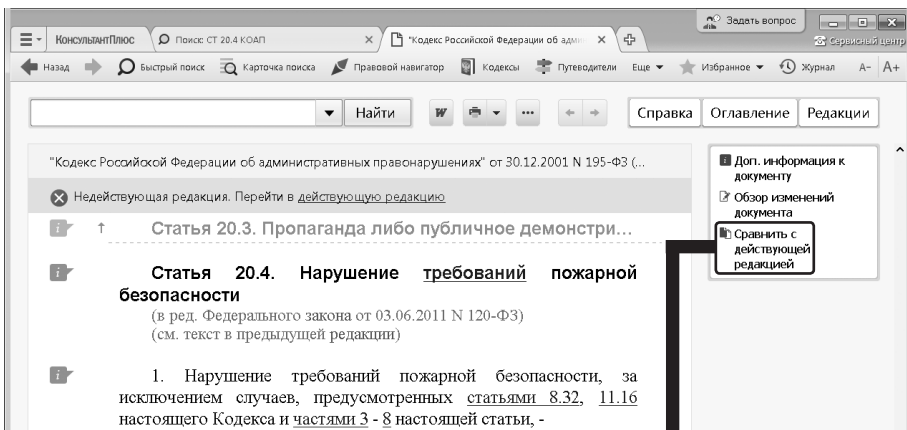 Задать вопрос
КонсультантПлюс
Поиск: СТ 20.4 КОАП
"Кодекс Российской Федерации об адми
Сервисный центр
Назад
Быстрый поиск
Карточка поиска
Правовой навигатор
Кодексы
Путеводители
Еще
Избранное
Журнал
А-
А+
Найти
W
Справка
Оглавление
Редакции
"Кодекс Российской Федерации об административных правонарушениях" от 30.12.2001 N 195-ФЗ (...
Недействующая редакция. Перейти в действующую редакцию
i
Статья 20.3. Пропаганда либо публичное демонстри...
i
Статья 20.4. Нарушение требований пожарной
безопасности
(в ред. Федерального закона от 03.06.2011 N 120-ФЗ)
(см. текст в предыдущей редакции)
i
1. Нарушение требований пожарной безопасности, за
исключением случаев, предусмотренных статьями 8.32, 11.16
настоящего Кодекса и частями 3 - 8 настоящей статьи, -
i
Доп. информация к
документу
Обзор изменений
документа
Сравнить с
действующей
редакцией